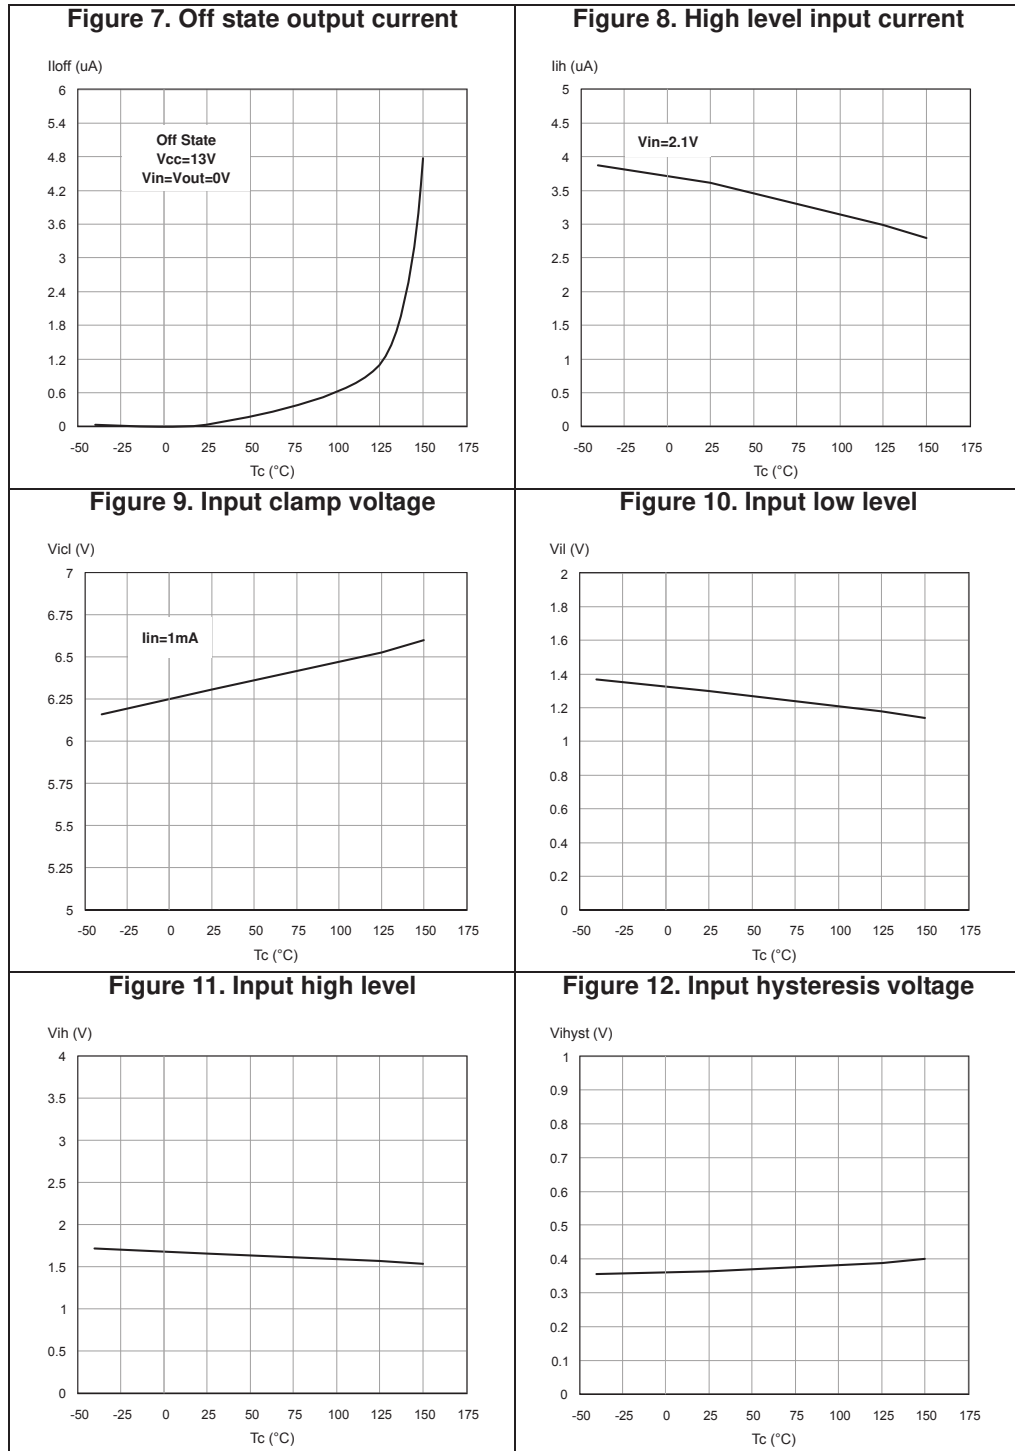 Figure 7. Off state output current
Iloff (uA)
6
5.4
4.8
4.2
3.6
3
2.4
1.8
1.2
0.6
0
Off State
Vcc=13V
Vin=Vout=0V
-50 -25 0 25 50 75 100 125 150 175
Tc (°C)
Figure 8. High level input current
Iih (uA)
5
4.5
4
3.5
3
2.5
2
1.5
1
0.5
0
Vin=2.1V
-50 -25 0 25 50 75 100 125 150 175
Tc (°C)
Figure 9. Input clamp voltage
Vicl (V)
7
6.75
6.5
6.25
6
5.75
5.5
5.25
5
Iin=1mA
-50 -25 0 25 50 75 100 125 150 175
Tc (°C)
Figure 10. Input low level
Vil (V)
2
1.8
1.6
1.4
1.2
1
0.8
0.6
0.4
0.2
0
-50 -25 0 25 50 75 100 125 150 175
Tc (°C)
Figure 11. Input high level
Vih (V)
4
3.5
3
2.5
2
1.5
1
0.5
0
-50 -25 0 25 50 75 100 125 150 175
Tc (°C)
Figure 12. Input hysteresis voltage
Vihyst (V)
1
0.9
0.8
0.7
0.6
0.5
0.4
0.3
0.2
0.1
0
-50 -25 0 25 50 75 100 125 150 175
Tc (°C)